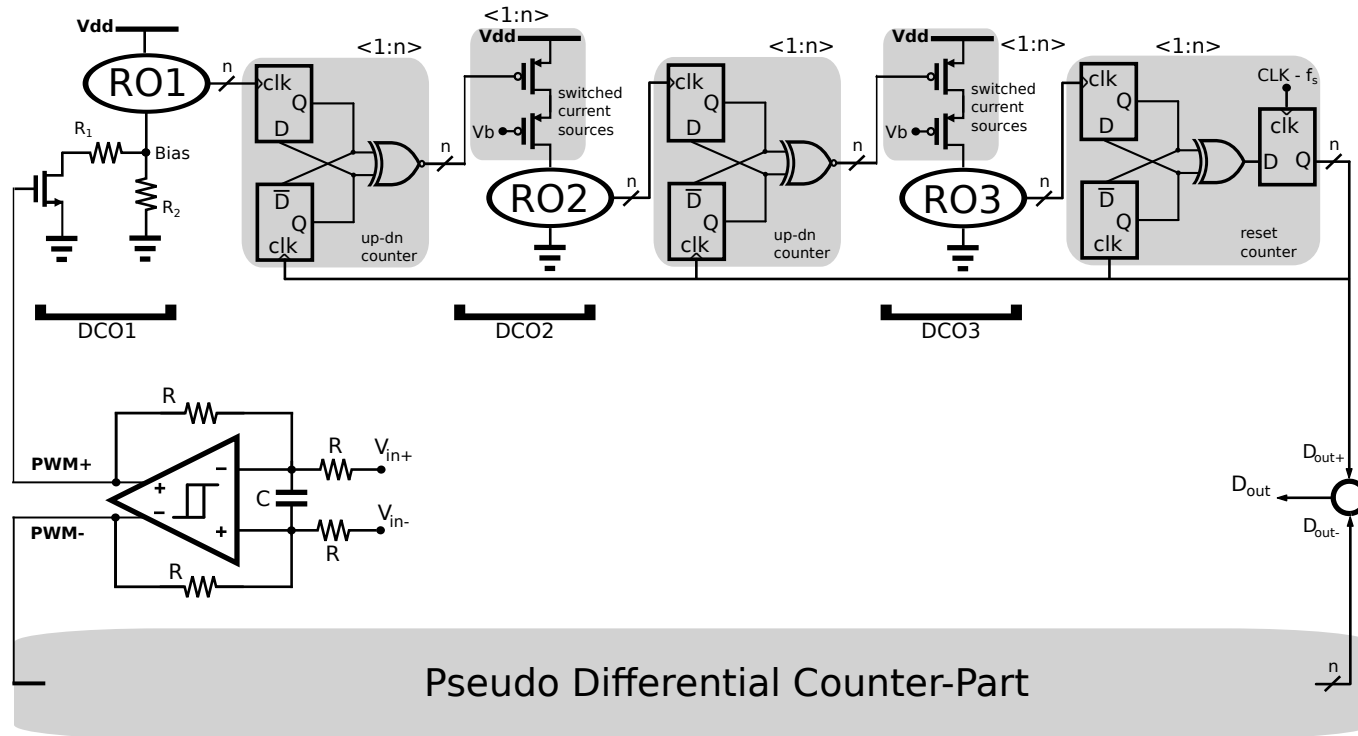 <1:n>
Vdd
RO1
n
<1:n>
clk
Q
D
D
Q
clk
up-dn
counter
R1
Bias
R2
n
Vdd
switched
current
sources
Vb
RO2
n
<1:n>
clk
Q
D
D
Q
clk
up-dn
counter
n
Vdd
<1:n>
switched
current
sources
Vb
RO3
n
<1:n>
clk
Q
D
D
Q
clk
CLK - fs
clk
D
Q
n
reset
counter
DCO1
DCO2
DCO3
R
R
Vin+
PWM+
+
−
C
PWM-
−
+
Vin-
R
R
Dout+
Dout
Dout-
n
Pseudo Differential Counter-Part